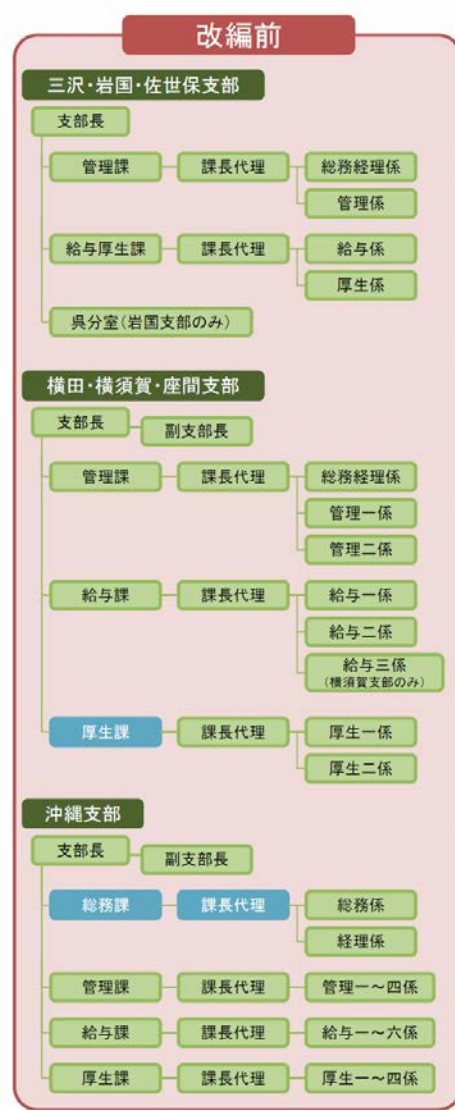 改編前
三沢・岩国・佐世保支部
支部長
管理課 課長代理 総務経理係
管理係
給与厚生課 課長代理 給与係
厚生係
呉分室(岩国支部のみ)
横田・横須賀・座間支部
支部長 副支部長
管理課 課長代理 総務経理係
管理一係
管理二係
給与課 課長代理 給与一係
給与二係
給与三係
(横須賀支部のみ)
厚生課 課長代理 厚生一係
厚生二係
沖縄支部
支部長 副支部長
総務課 課長代理 総務係
経理係
管理課 課長代理 管理一~四係
給与課 課長代理 給与一~六係
厚生課 課長代理 厚生一~四係